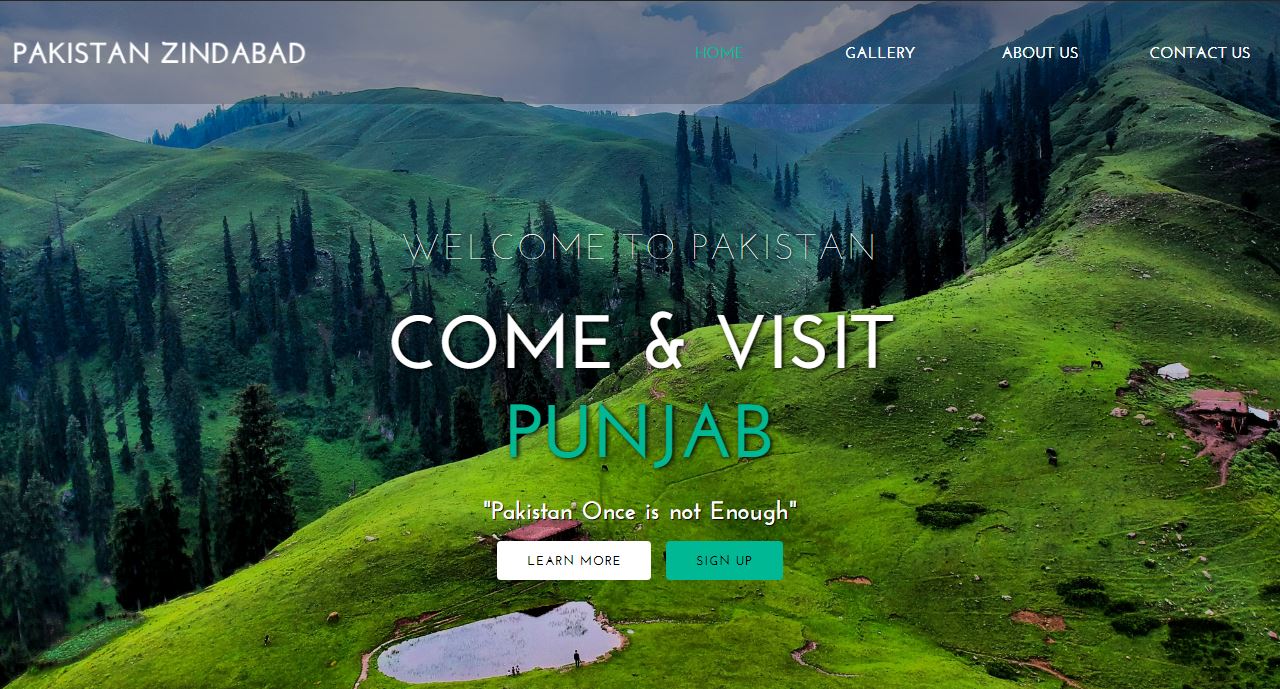 PAKISTAN ZINDABAD
HOME GALLERY ABOUT US CONTACT US
WELCOME TO PAKISTAN
COME & VISIT
PUNJAB
"Pakistan Once is not Enough"
LEARN MORE SIGN UP